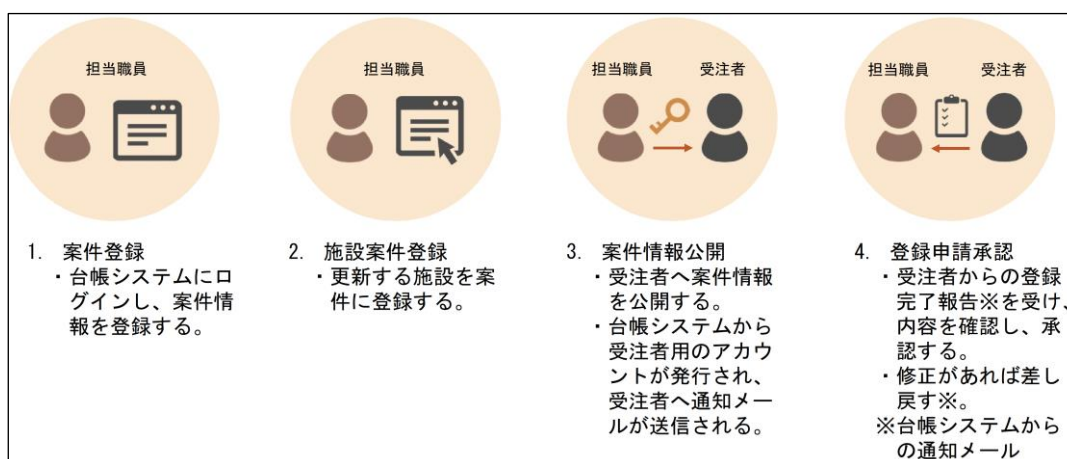 担当職員
担当職員
担当職員 受注者
担当職員 受注者
1. 案件登録
・台帳システムにロ
グインし、案件情
報を登録する。
2. 施設案件登録
・更新する施設を案
件に登録する。
3. 案件情報公開
・受注者へ案件情報
を公開する。
・台帳システムから
受注者用のアカウ
ントが発行され、
受注者へ通知メー
ルが送信される。
4. 登録申請承認
・受注者からの登録
完了報告※を受け、
内容を確認し、承
認する。
・修正があれば差し
戻す※。
※台帳システムから
の通知メール